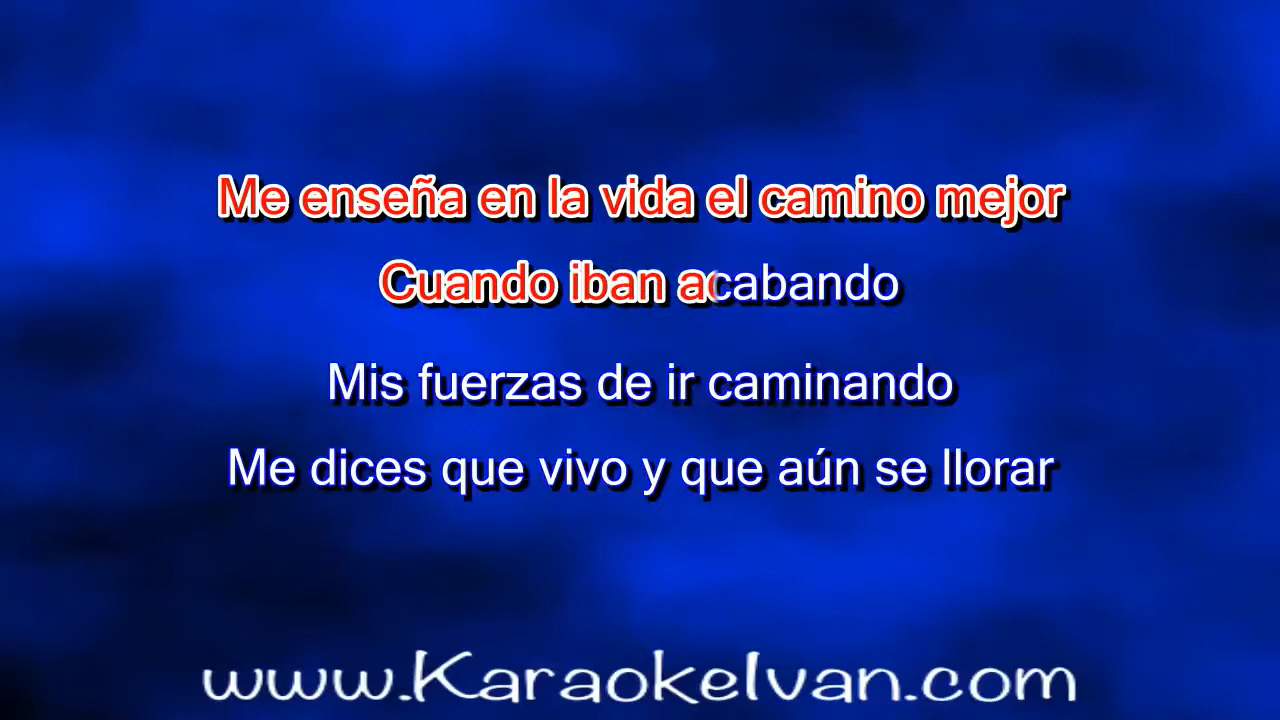 Me enseña en la vida el camino mejor
Cuando iban acabando
Mis fuerzas de ir caminando
Me dices que vivo y que aún se llorar
www.KaraokeIvan.com